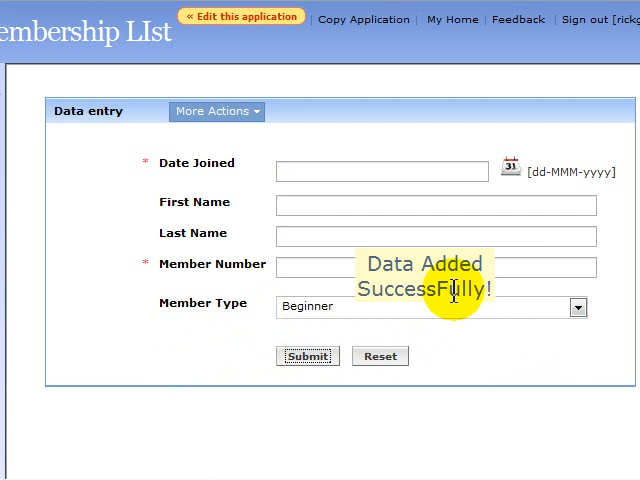 « Edit this application
Copy Application
My Home
Feedback
Sign out [rickg
embership LIst
Data entry
More Actions
* Date Joined
31
[dd-MMM-yyyy]
First Name
Last Name
* Member Number
Data Added
SuccessFully!
Member Type
Beginner
Submit
Reset